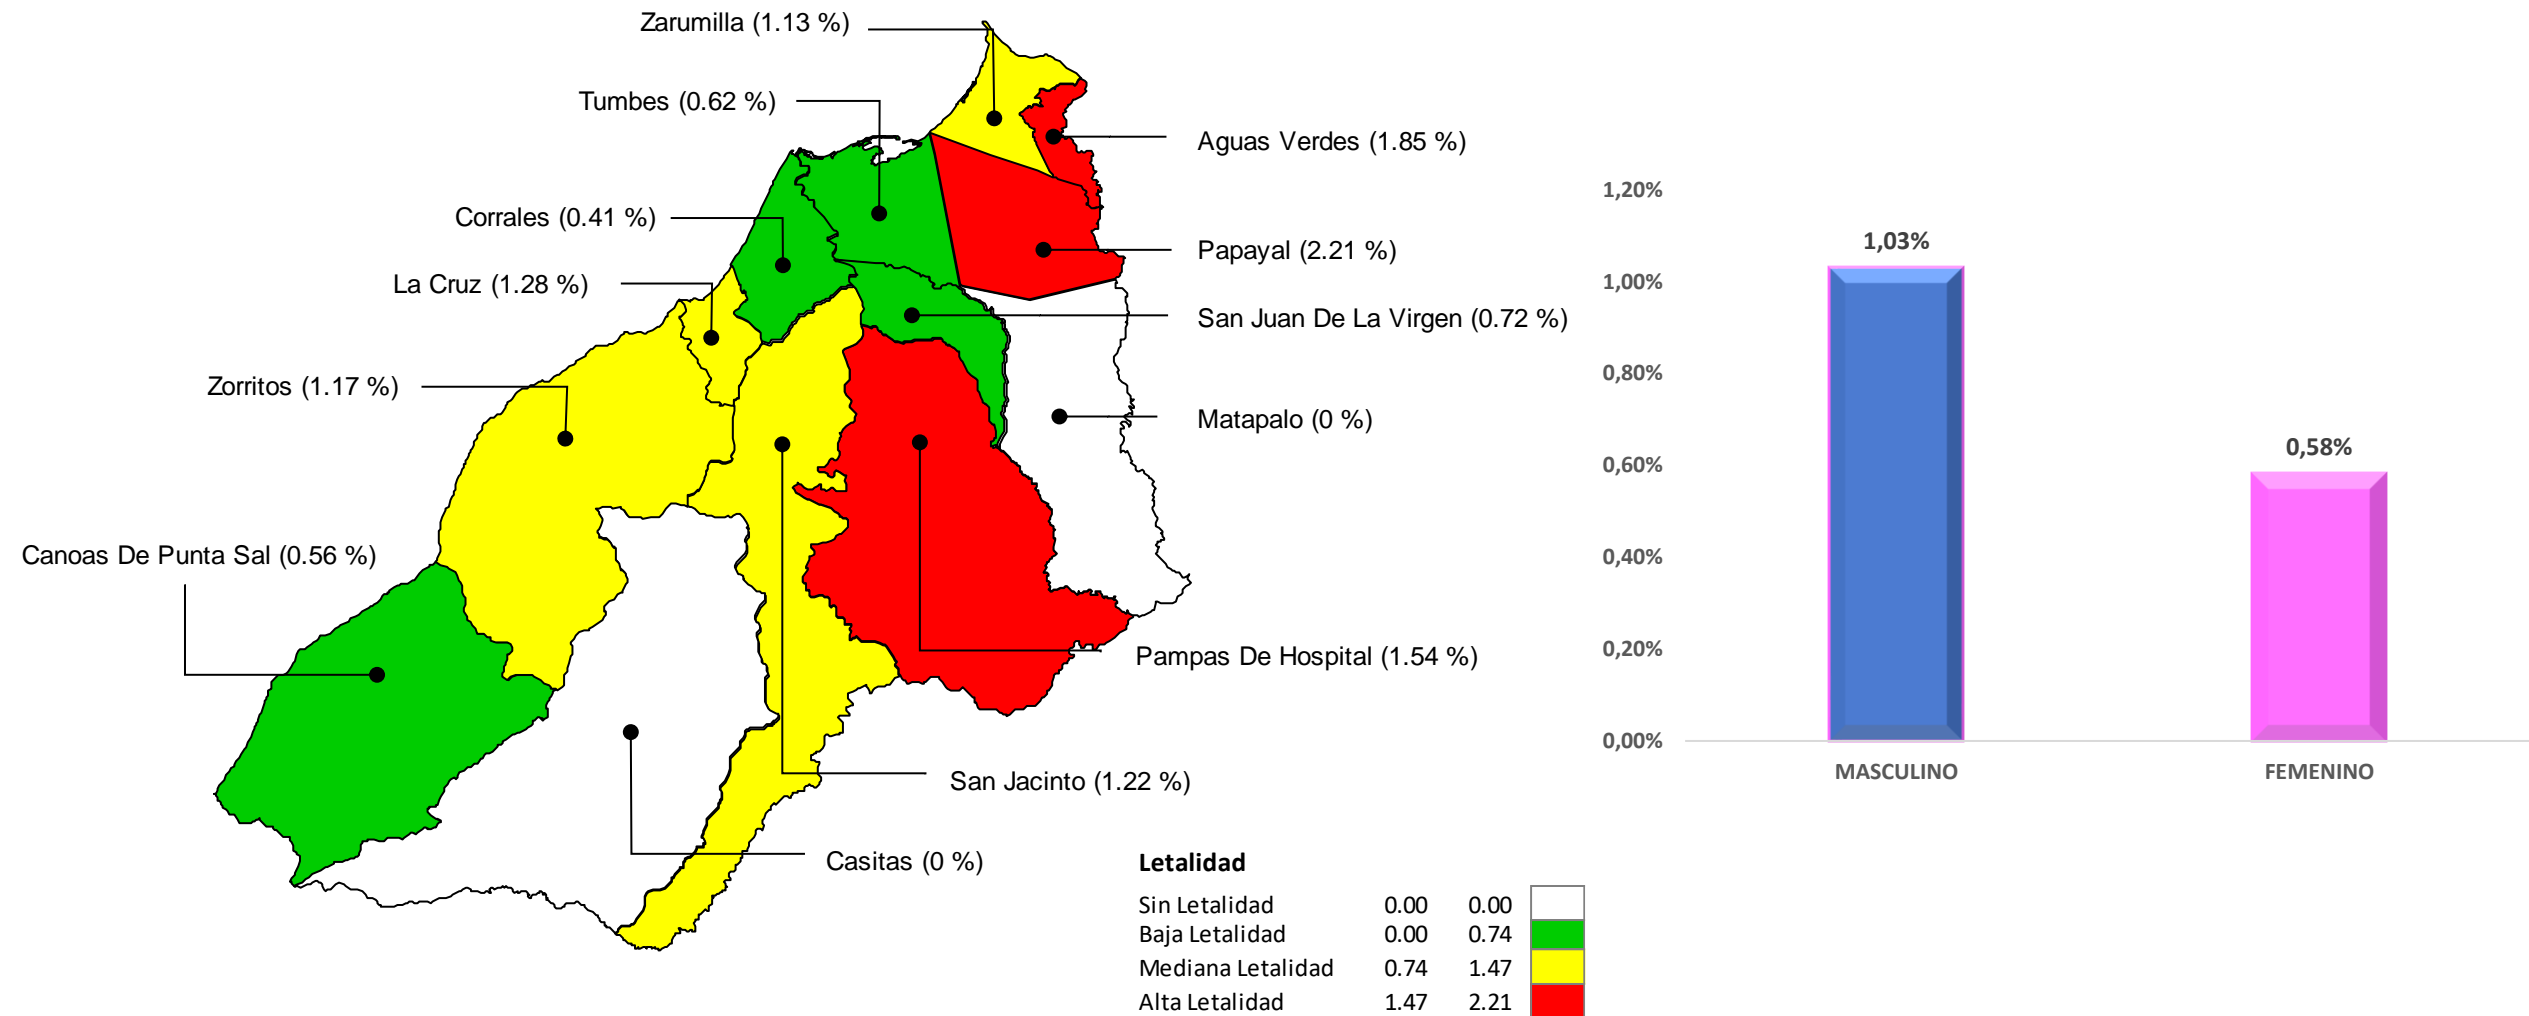 Zarumilla (1.13 %)
Tumbes (0.62 %)
Aguas Verdes (1.85 %)
Corrales (0.41 %)
Papayal (2.21 %)
La Cruz (1.28 %)
San Juan De La Virgen (0.72 %)
Zorritos (1.17 %)
Matapalo (0 %)
Canoas De Punta Sal (0.56 %)
Pampas De Hospital (1.54 %)
San Jacinto (1.22 %)
Casitas (0 %)
Letalidad
Sin Letalidad 0.00 0.00
Baja Letalidad 0.00 0.74
Mediana Letalidad 0.74 1.47
Alta Letalidad 1.47 2.21
1,20%
1,00%
0,80%
0,60%
0,40%
0,20%
0,00%
1,03%
0,58%
MASCULINO
FEMENINO